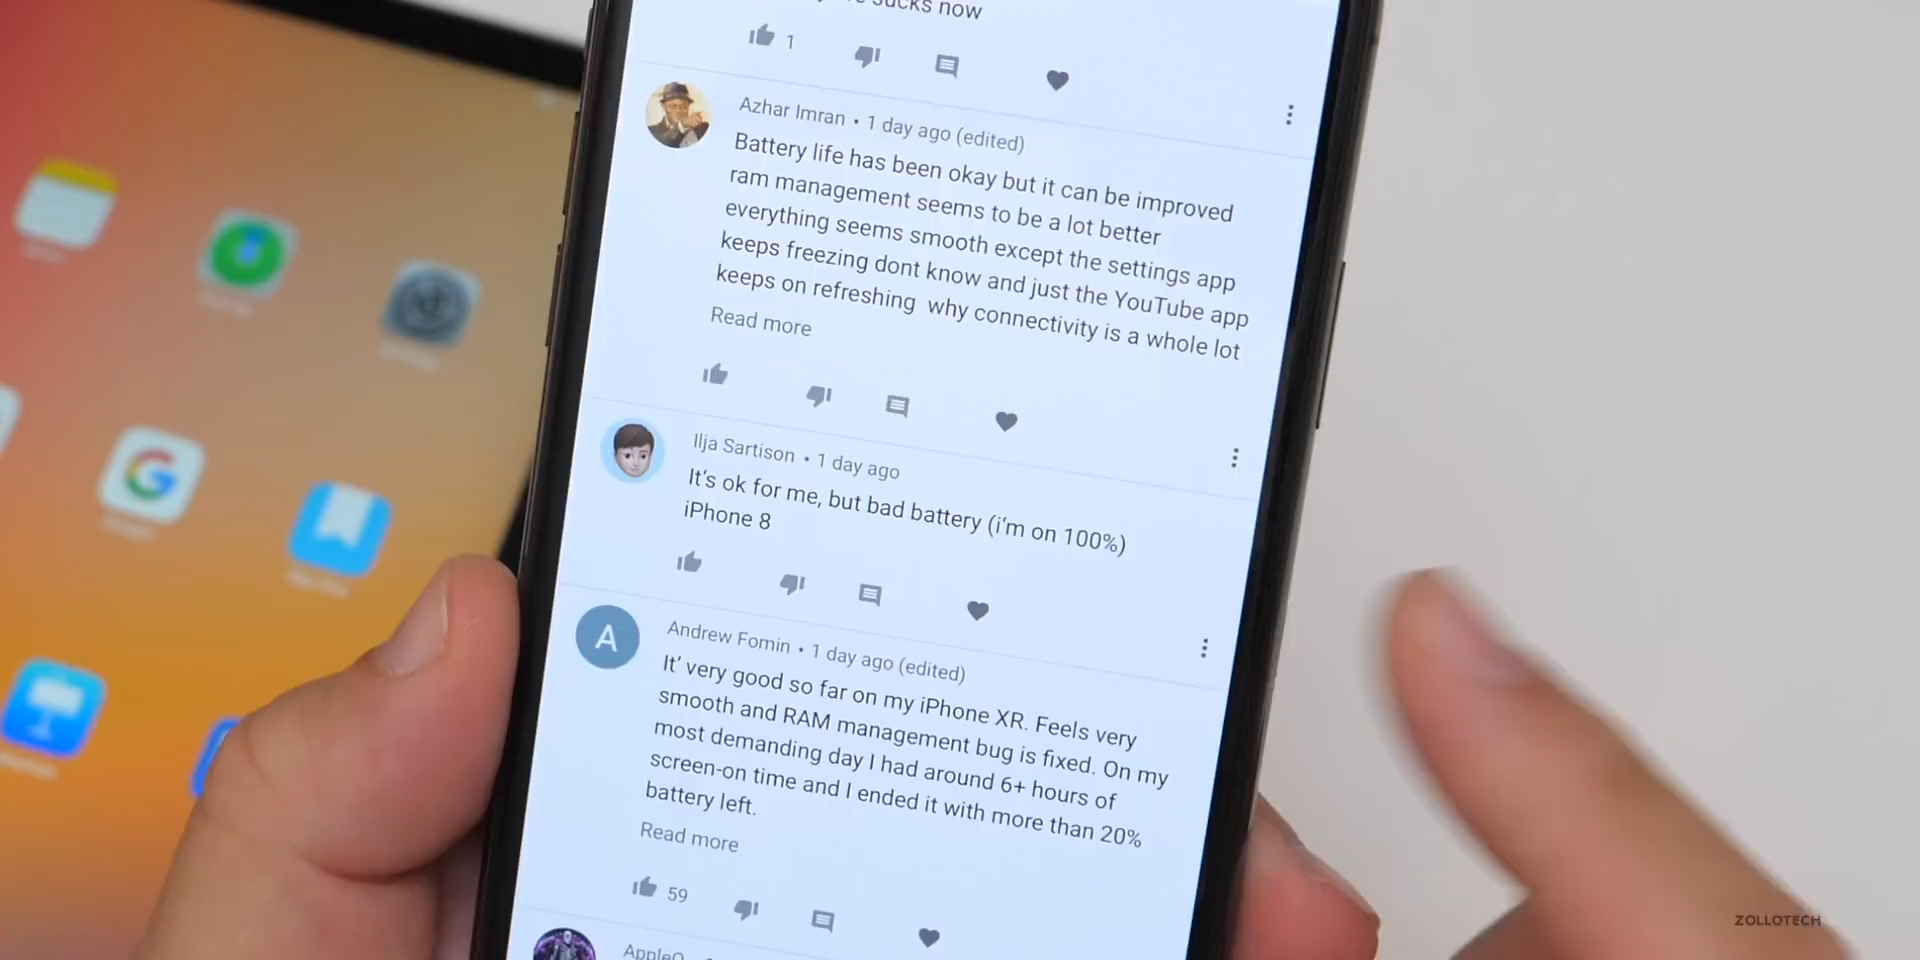 sucks now
1
Azhar Imran • 1 day ago (edited)
Battery life has been okay but it can be improved
ram management seems to be a lot better
everything seems smooth except the settings app
keeps freezing dont know and just the YouTube app
keeps on refreshing why connectivity is a whole lot
Read more
Ilja Sartison • 1 day ago
It's ok for me, but bad battery (i'm on 100%)
iPhone 8
A
Andrew Fomin • 1 day ago (edited)
It' very good so far on my iPhone XR. Feels very
smooth and RAM management bug is fixed. On my
most demanding day I had around 6+ hours of
screen-on time and I ended it with more than 20%
battery left.
Read more
59
G
ZOLLOTECH